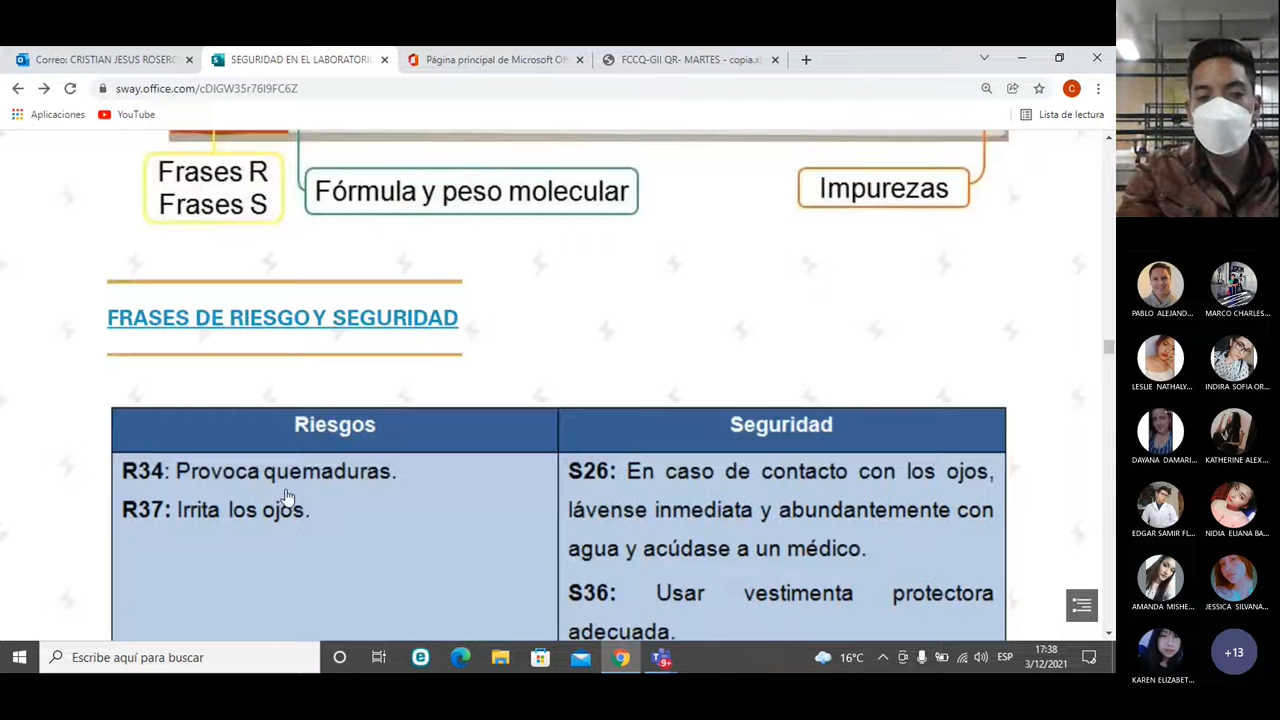 Correo: CRISTIAN JESUS ROSERO
SEGURIDAD EN EL LABORATORI
Página principal de Microsoft Of
FCCQ-GII QR- MARTES - copia.x
sway.office.com/cDIGW35r76I9FC6Z
C
Aplicaciones
YouTube
Lista de lectura
Frases R
Frases S
Fórmula y peso molecular
Impurezas
FRASES DE RIESGO Y SEGURIDAD
Riesgos
Seguridad
R34: Provoca quemaduras.
R37: Irrita los ojos.
S26: En caso de contacto con los ojos,
lávense inmediata y abundantemente con
agua y acúdase a un médico.
S36: Usar vestimenta protectora
adecuada.
Escribe aquí para buscar
9+
16°C
ESP
17:38
3/12/2021
PABLO ALEJAND...
MARCO CHARLES...
LESLIE NATHALY...
INDIRA SOFIA OR...
DAYANA DAMARI...
KATHERINE ALEX...
EDGAR SAMIR FL...
NIDIA ELIANA BA...
AMANDA MISHE...
JESSICA SILVANA...
KAREN ELIZABET...
+13